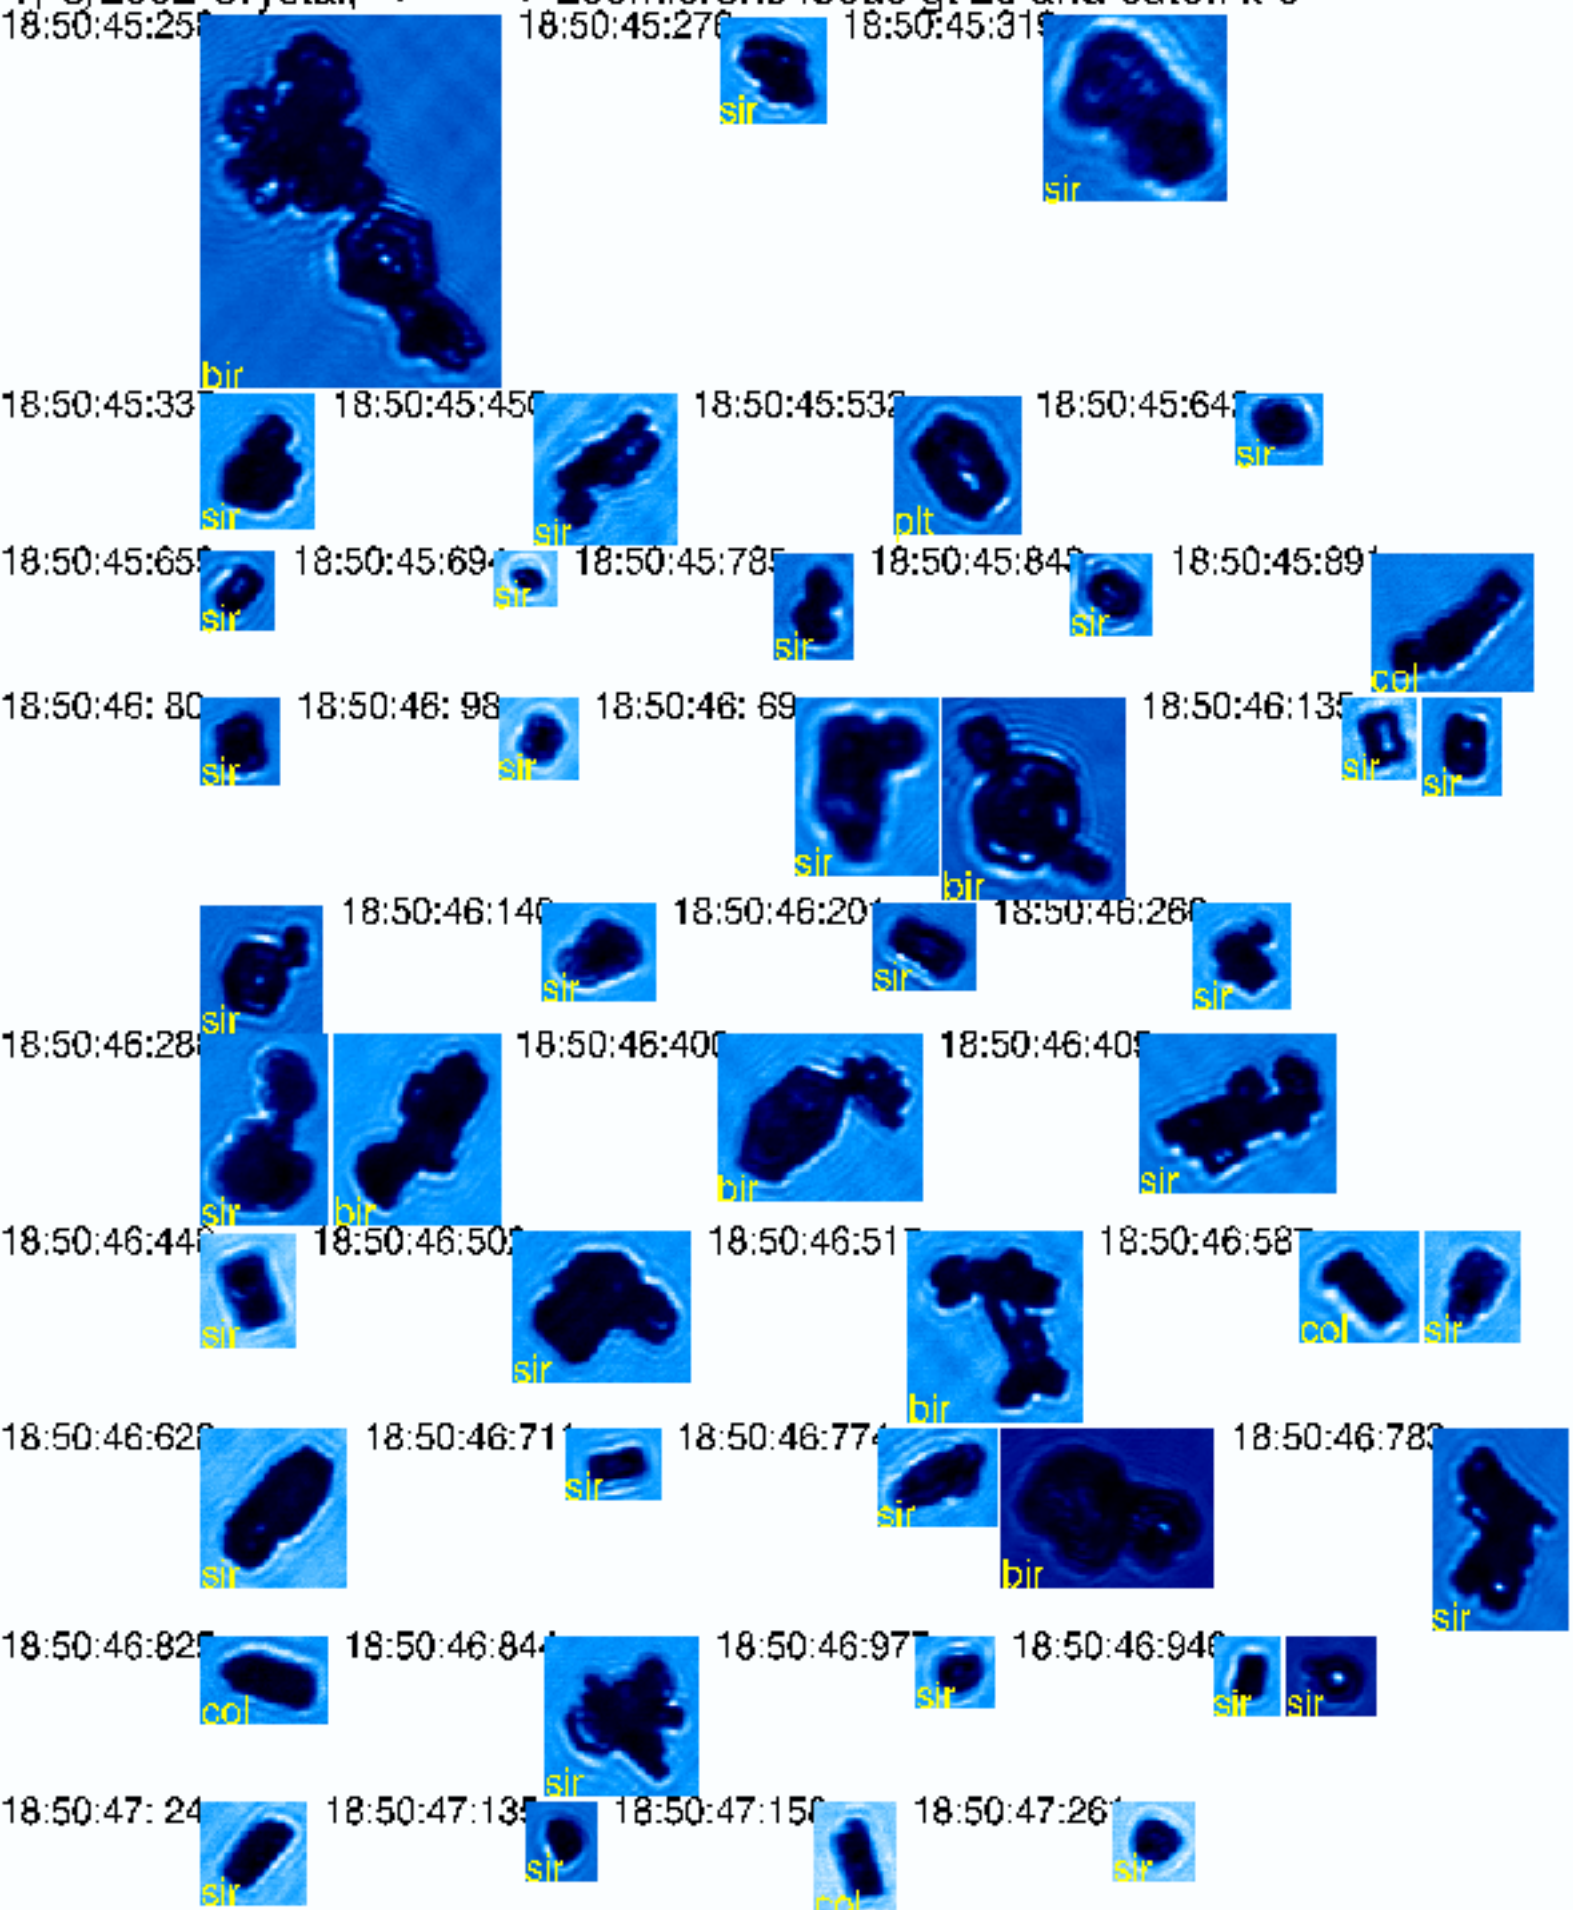 18:50:45:25 18:50:45:27 18:50:45:31
sir
sir
bir
18:50:45:33 18:50:45:45 18:50:45:53 18:50:45:64
sir sir plt sir
18:50:45:65 18:50:45:69 18:50:45:78 18:50:45:84 18:50:45:891
sir sir sir sir col
18:50:46: 80 18:50:46: 98 18:50:46: 69 18:50:46:13
sir sir sir bir sir sir
18:50:46:14 18:50:46:20 18:50:46:26
sir sir sir sir
18:50:46:28 18:50:46:40 18:50:46:40
sir bir bir sir
18:50:46:44 18:50:46:50 18:50:46:51 18:50:46:58
sir sir bir col sir
18:50:46:62 18:50:46:711 18:50:46:774 18:50:46:78
sir sir sir bir sir
18:50:46:82 18:50:46:844 18:50:46:97 18:50:46:94
col sir sir sir sir
18:50:47: 24 18:50:47:13 18:50:47:15 18:50:47:26
sir sir col sir